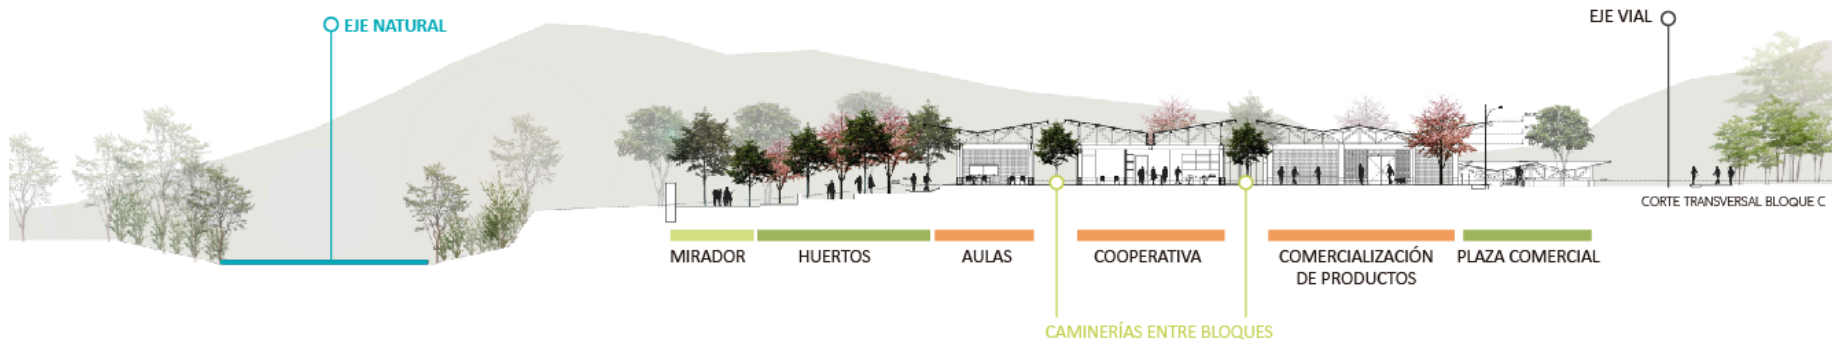 EJE NATURAL
EJE VIAL
CORTE TRANSVERSAL BLOQUE C
MIRADOR
HUERTOS
AULAS
COOPERATIVA
COMERCIALIZACIÓN
DE PRODUCTOS
PLAZA COMERCIAL
CAMINERÍAS ENTRE BLOQUES